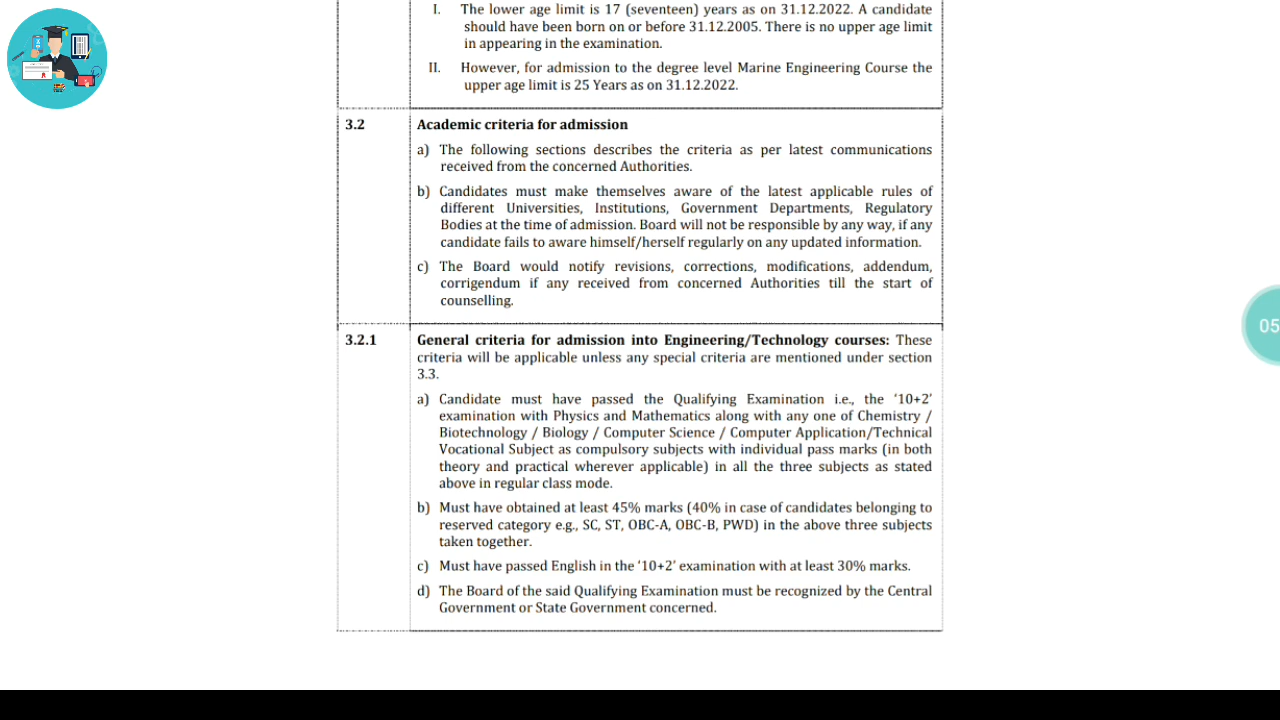 I. The lower age limit is 17 (seventeen) years as on 31.12.2022. A candidate
should have been born on or before 31.12.2005. There is no upper age limit
in appearing in the examination.
II. However, for admission to the degree level Marine Engineering Course the
upper age limit is 25 Years as on 31.12.2022.
3.2 Academic criteria for admission
a) The following sections describes the criteria as per latest communications
received from the concerned Authorities.
b) Candidates must make themselves aware of the latest applicable rules of
different Universities, Institutions, Government Departments, Regulatory
Bodies at the time of admission. Board will not be responsible by any way, if any
candidate fails to aware himself/herself regularly on any updated information.
c) The Board would notify revisions, corrections, modifications, addendum,
corrigendum if any received from concerned Authorities till the start of
counselling.
3.2.1 General criteria for admission into Engineering/Technology courses: These
criteria will be applicable unless any special criteria are mentioned under section
3.3.
a) Candidate must have passed the Qualifying Examination i.e., the '10+2'
examination with Physics and Mathematics along with any one of Chemistry /
Biotechnology / Biology / Computer Science / Computer Application/Technical
Vocational Subject as compulsory subjects with individual pass marks (in both
theory and practical wherever applicable) in all the three subjects as stated
above in regular class mode.
b) Must have obtained at least 45% marks (40% in case of candidates belonging to
reserved category e.g., SC, ST, OBC-A, OBC-B, PWD) in the above three subjects
taken together.
c) Must have passed English in the '10+2' examination with at least 30% marks.
d) The Board of the said Qualifying Examination must be recognized by the Central
Government or State Government concerned.
05